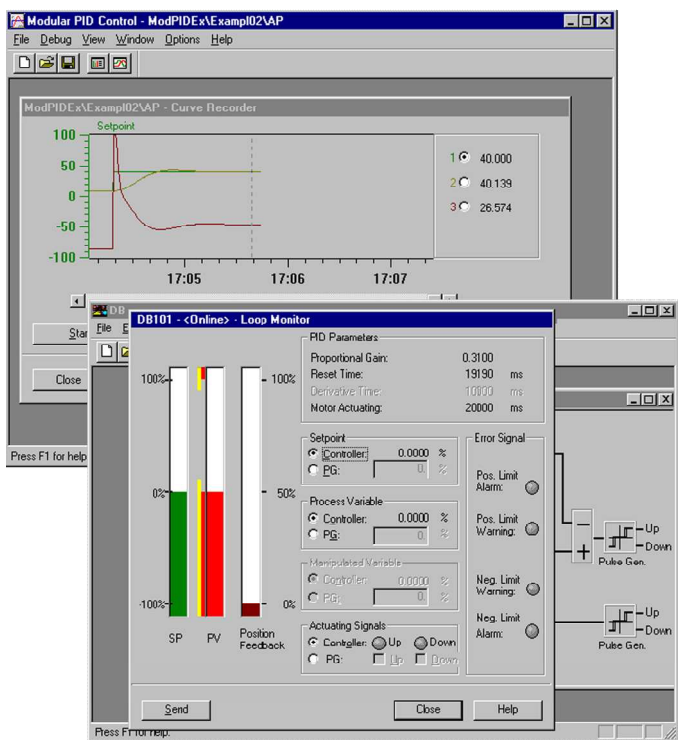 Modular PID Control - ModPIDEx\Exampl02\AP
File Debug View Window Options Help
ModPIDEx\Exampl02\AP - Curve Recorder
Setpoint
100
50
0
-50
-100
17:05 17:06 17:07
1 40.000
2 40.139
3 26.574
Close
Press F1 for help
DB
File
DB101 - <Online> - Loop Monitor
100%
0%
-100%
100%
50%
0%
SP PV Position
Feedback
PID Parameters
Proportional Gain: 0.3100
Reset Time: 19190 ms
Derivative Time: 10000 ms
Motor Actuating: 20000 ms
Setpoint
Controller: 0.0000 %
PG: 0. %
Process Variable
Controller: 0.0000 %
PG: 0. %
Manipulated Variable
Controller: 0.0000 %
PG: 0. %
Actuating Signals
Controller: Up Down
PG: Up Down
Error Signal
Pos. Limit
Alarm:
Pos. Limit
Warning:
Neg. Limit
Warning:
Neg. Limit
Alarm:
Send Close Help
Up
Down
Pulse Gen.
Up
Down
Pulse Gen.
Press F1 for help.